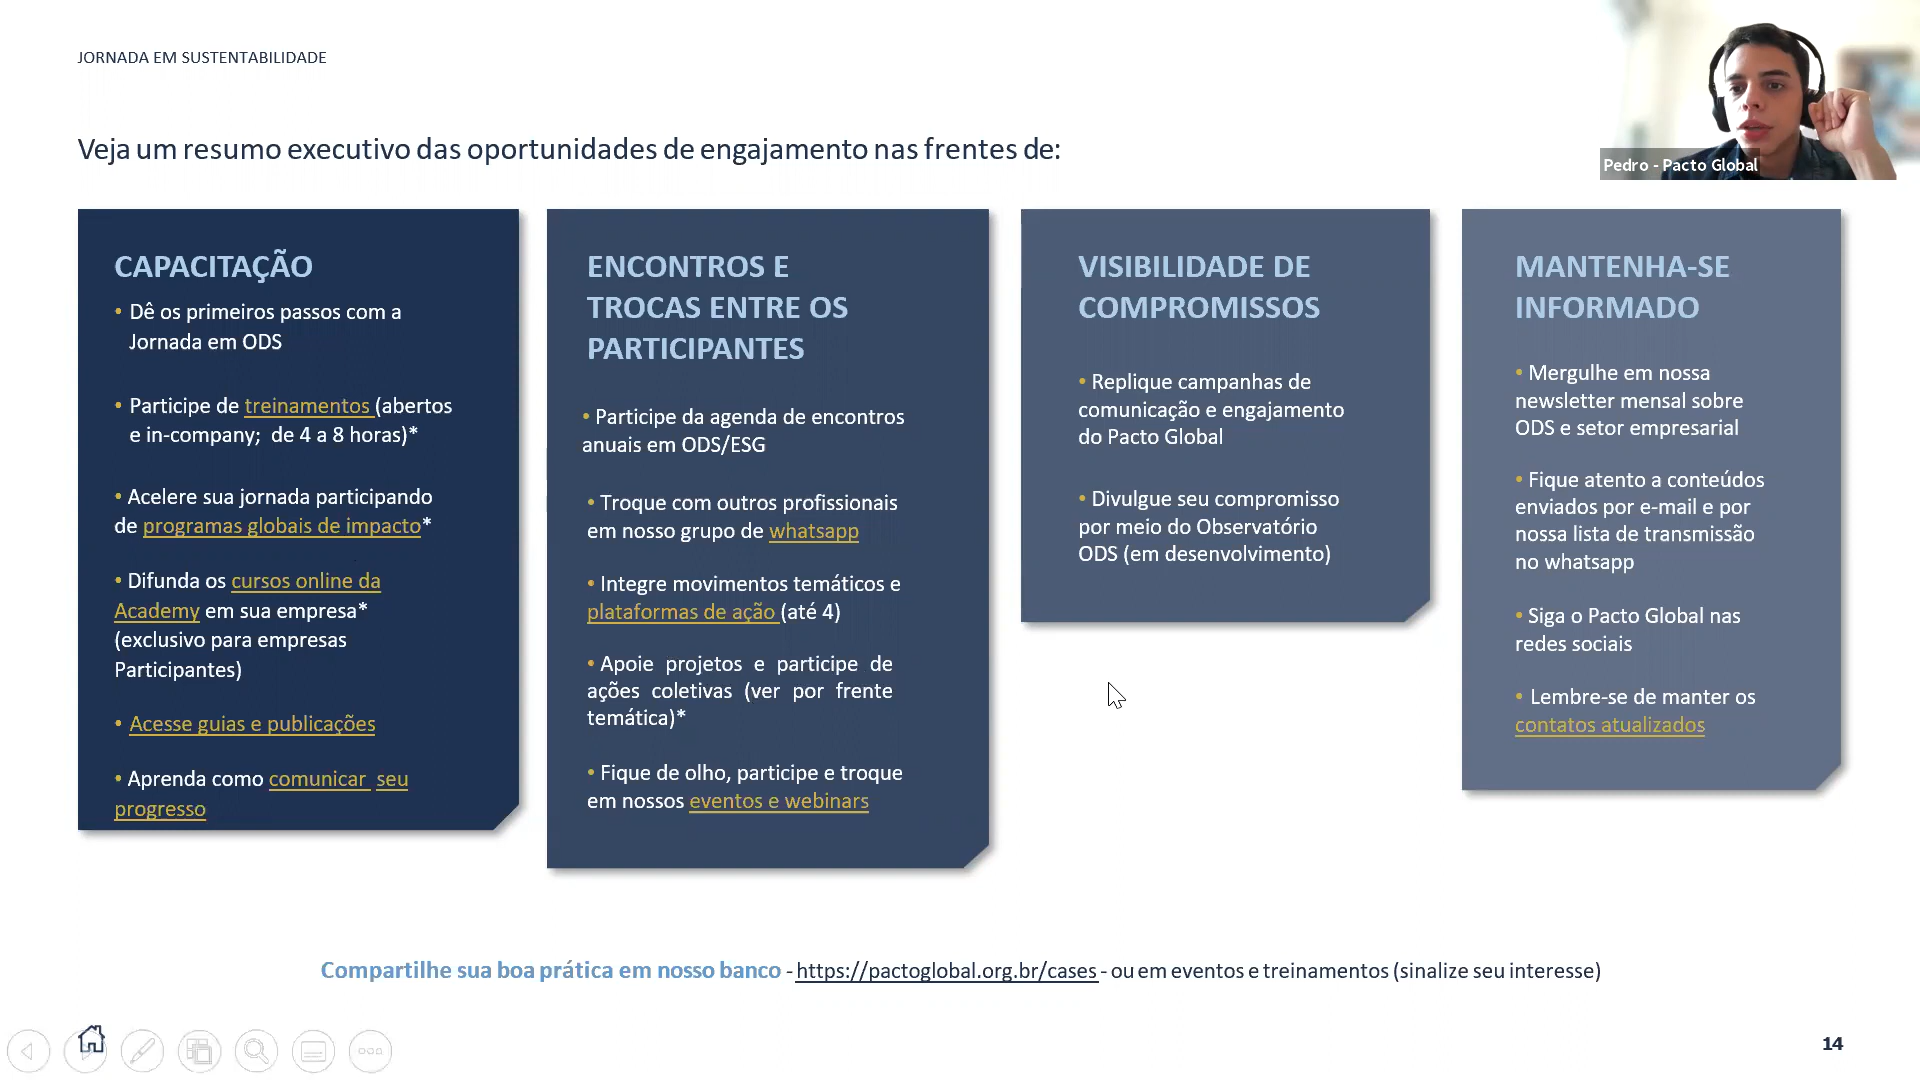 JORNADA EM SUSTENTABILIDADE
Pedro - Pacto Global
Veja um resumo executivo das oportunidades de engajamento nas frentes de:
CAPACITAÇÃO
• Dê os primeiros passos com a
Jornada em ODS
• Participe de treinamentos (abertos
e in-company;  de 4 a 8 horas)*
• Acelere sua jornada participando
de programas globais de impacto*
• Difunda os cursos online da
Academy em sua empresa*
(exclusivo para empresas
Participantes)
• Acesse guias e publicações
• Aprenda como comunicar  seu
progresso
ENCONTROS E
TROCAS ENTRE OS
PARTICIPANTES
• Participe da agenda de encontros
anuais em ODS/ESG
• Troque com outros profissionais
em nosso grupo de whatsapp
• Integre movimentos temáticos e
plataformas de ação (até 4)
• Apoie projetos e participe de
ações coletivas (ver por frente
temática)*
• Fique de olho, participe e troque
em nossos eventos e webinars
VISIBILIDADE DE
COMPROMISSOS
• Replique campanhas de
comunicação e engajamento
do Pacto Global
• Divulgue seu compromisso
por meio do Observatório
ODS (em desenvolvimento)
MANTENHA-SE
INFORMADO
• Mergulhe em nossa
newsletter mensal sobre
ODS e setor empresarial
• Fique atento a conteúdos
enviados por e-mail e por
nossa lista de transmissão
no whatsapp
• Siga o Pacto Global nas
redes sociais
• Lembre-se de manter os
contatos atualizados
Compartilhe sua boa prática em nosso banco - https://pactoglobal.org.br/cases - ou em eventos e treinamentos (sinalize seu interesse)
14